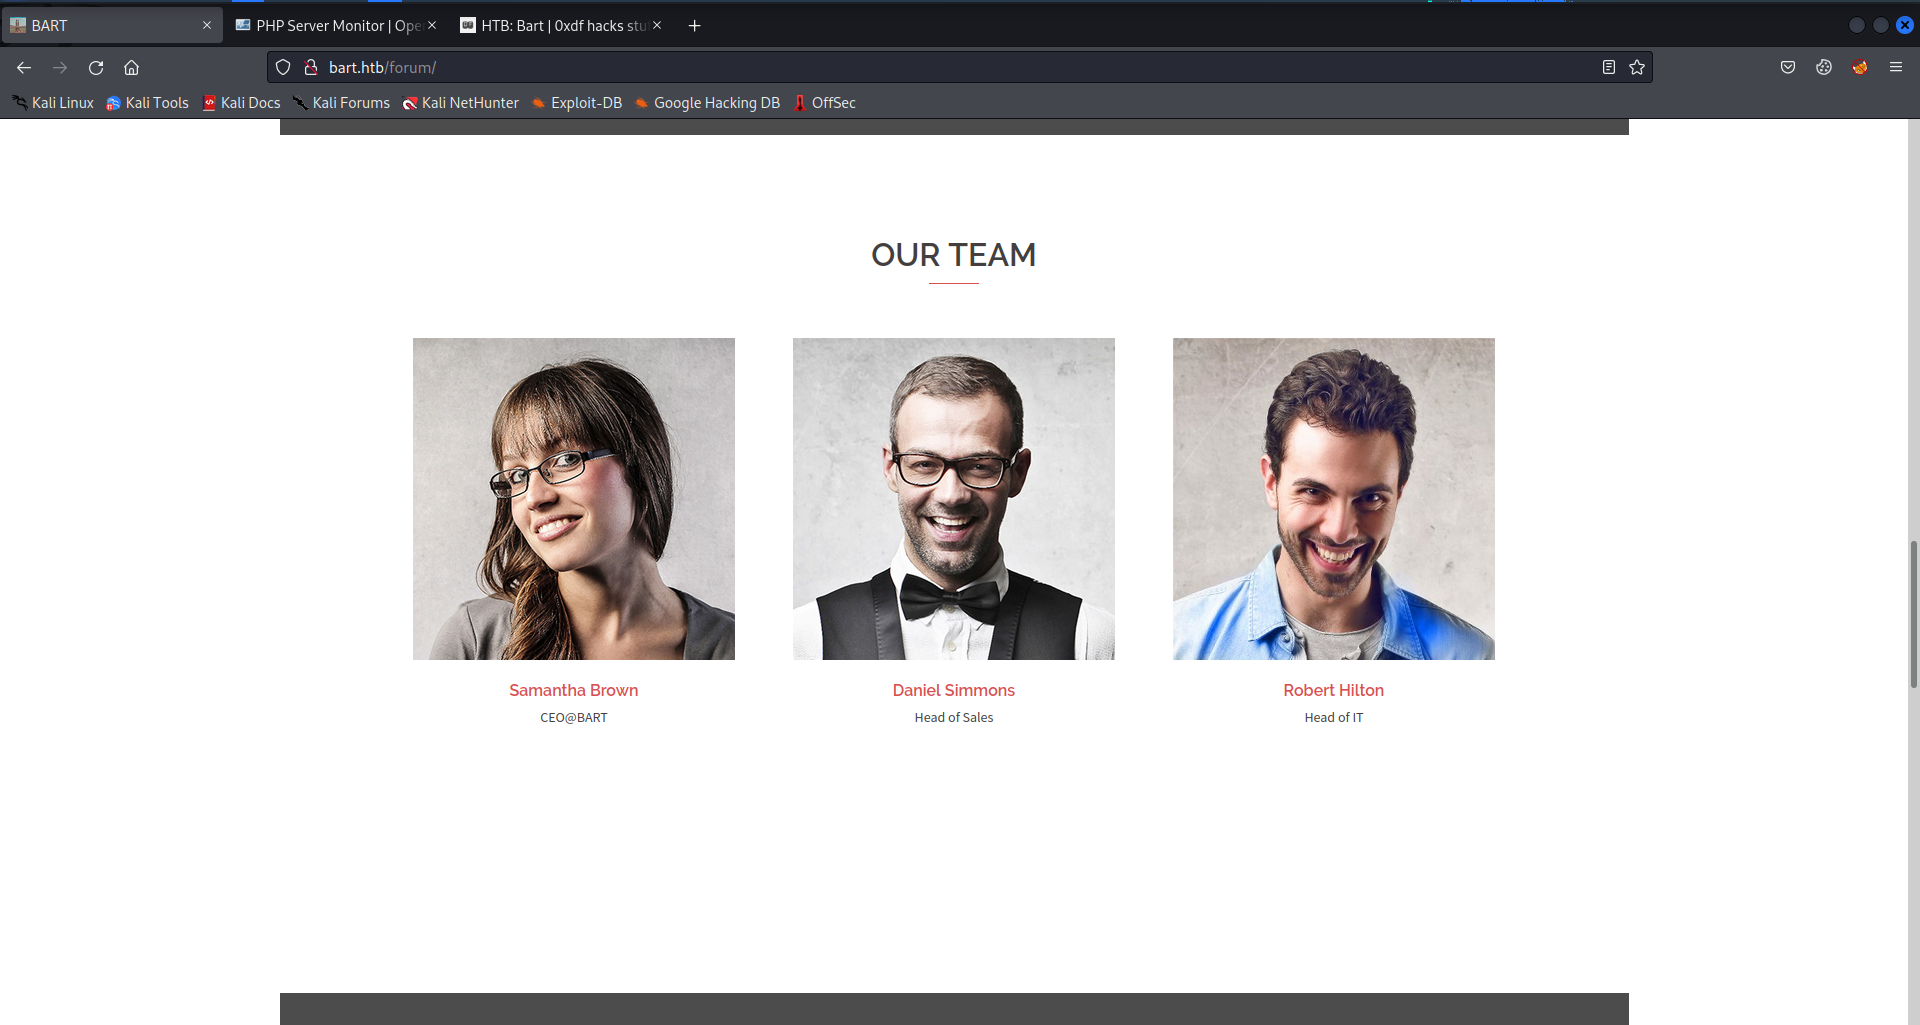 BART
PHP Server Monitor | Ope
HTB: Bart | 0xdf hacks stu
bart.htb/forum/
Kali Linux
Kali Tools
Kali Docs
Kali Forums
Kali NetHunter
Exploit-DB
Google Hacking DB
OffSec
OUR TEAM
Samantha Brown
Daniel Simmons
Robert Hilton
CEO@BART
Head of Sales
Head of IT